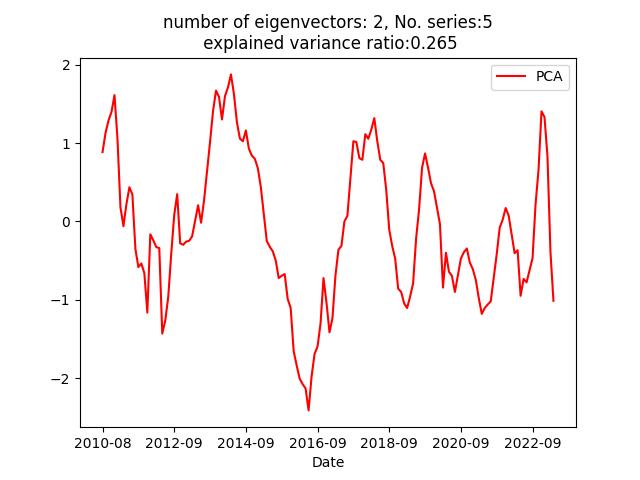 number of eigenvectors: 2, No. series:5
explained variance ratio:0.265
PCA
2
1
0
−1
−2
2010-08 2012-09 2014-09 2016-09 2018-09 2020-09 2022-09
Date